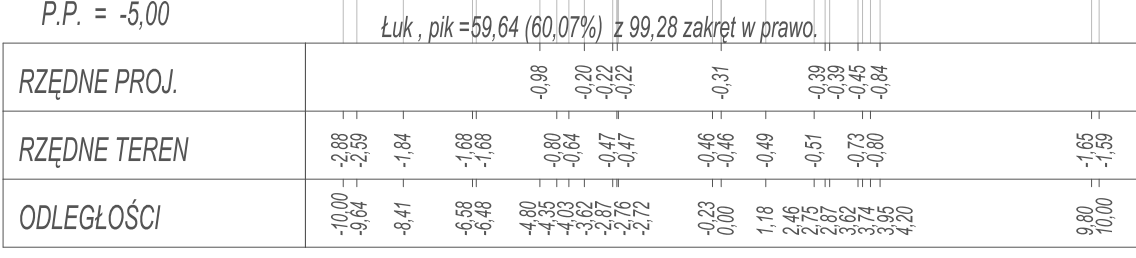 P.P. = -5,00
Łuk , pik =59,64 (60,07%) z 99,28 zakręt w prawo.
RZĘDNE PROJ. -0,98 -0,20 -0,22 -0,22 -0,31 -0,39 -0,39 -0,45 -0,84
RZĘDNE TEREN -2,88 -2,59 -1,84 -1,68 -1,68 -0,80 -0,64 -0,47 -0,47 -0,46 -0,46 -0,49 -0,51 -0,73 -0,80 -1,65 -1,59
ODLEGŁOŚCI -10,00 -9,64 -8,41 -6,58 -6,48 -4,80 -4,35 -4,03 -3,62 -2,87 -2,76 -2,72 -0,23 0,00 1,18 2,46 2,75 2,87 3,62 3,74 3,95 4,20 9,80 10,00